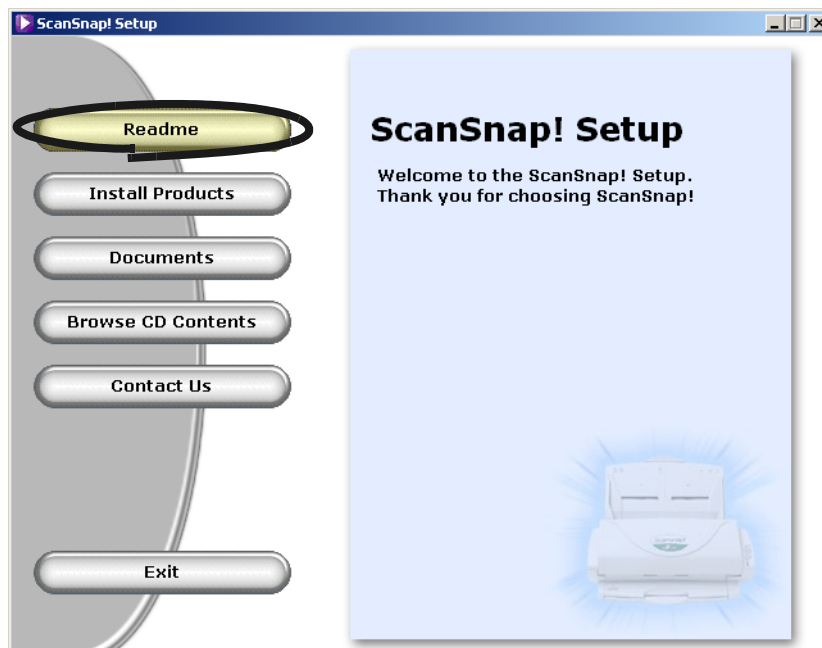 ScanSnap! Setup
Readme
Install Products
Documents
Browse CD Contents
Contact Us
Exit
ScanSnap! Setup
Welcome to the ScanSnap! Setup.
Thank you for choosing ScanSnap!